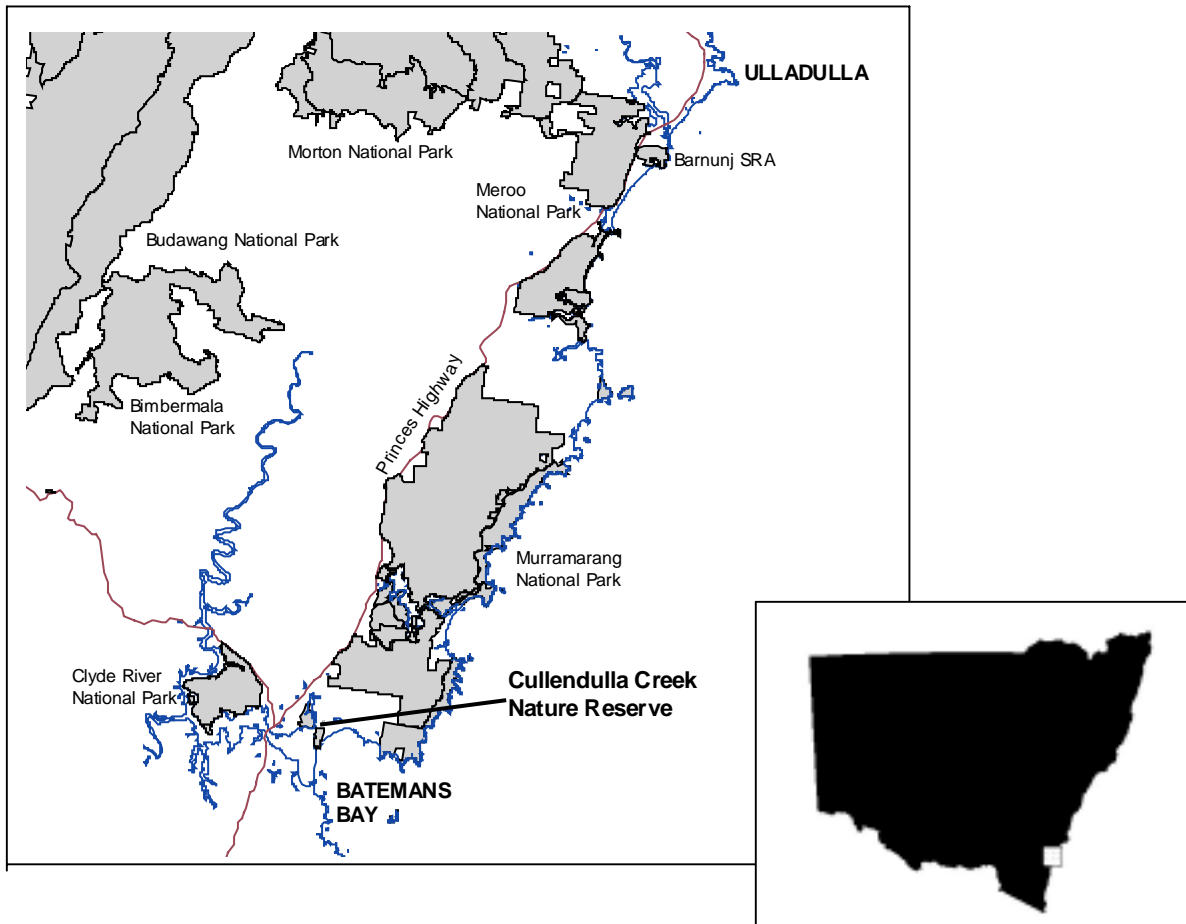 ULLADULLA
Morton National Park
Barnunj SRA
Meroo
National Park
Budawang National Park
Princes Highway
Bimbermala
National Park
Murramarang
National Park
Clyde River
National Park
Cullendulla Creek
Nature Reserve
BATEMANS
BAY